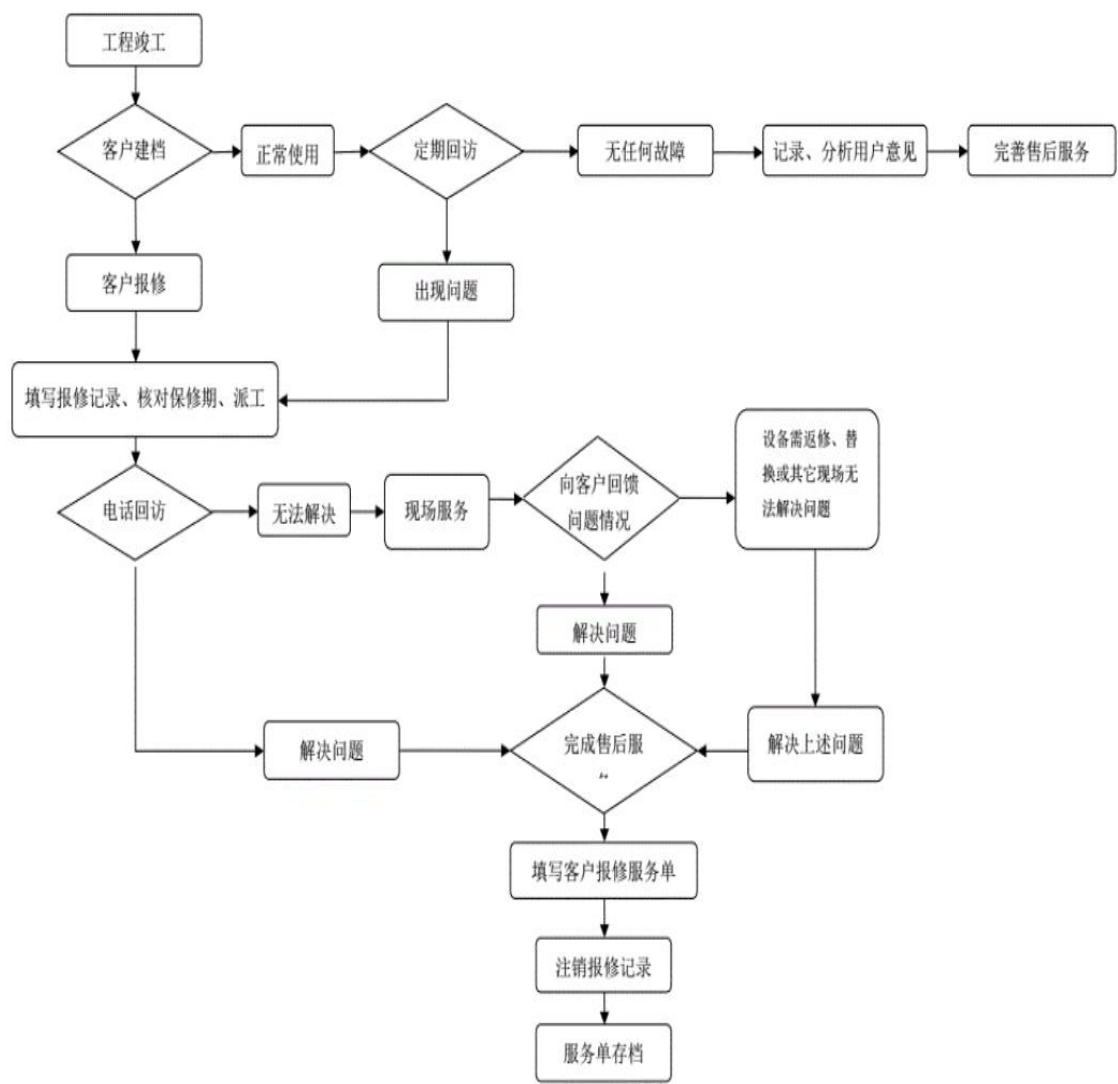 工程竣工
客户建档
正常使用
定期回访
无任何故障
记录、分析用户意见
完善售后服务
客户报修
出现问题
填写报修记录、核对保修期、派工
电话回访
无法解决
现场服务
向客户回馈
问题情况
设备需返修、替
换或其它现场无
法解决问题
解决问题
解决问题
完成售后服
解决上述问题
填写客户报修服务单
注销报修记录
服务单存档